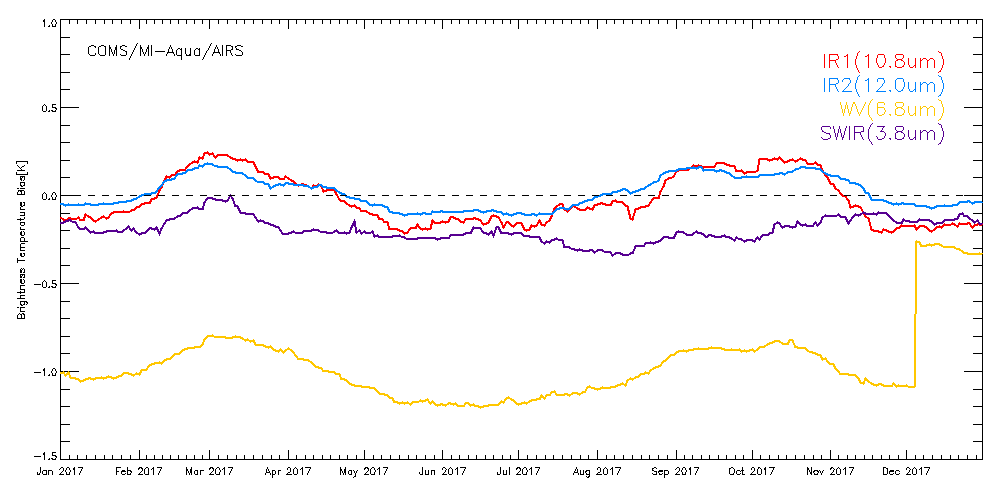 1.0
COMS/MI-Aqua/AIRS
IR1(10.8um)
IR2(12.0um)
WV(6.8um)
SWIR(3.8um)
0.5
0.0
-0.5
-1.0
-1.5
Brightness Temperature Bias[K]
Jan 2017 Feb 2017 Mar 2017 Apr 2017 May 2017 Jun 2017 Jul 2017 Aug 2017 Sep 2017 Oct 2017 Nov 2017 Dec 2017